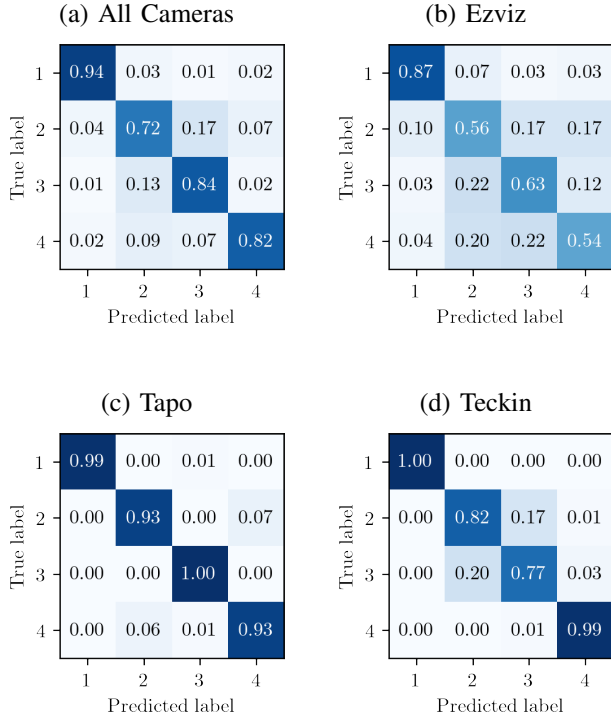 (a) All Cameras
1 0.94 0.03 0.01 0.02
2 0.04 0.72 0.17 0.07
3 0.01 0.13 0.84 0.02
4 0.02 0.09 0.07 0.82
1 2 3 4
Predicted label
True label
(b) Ezviz
1 0.87 0.07 0.03 0.03
2 0.10 0.56 0.17 0.17
3 0.03 0.22 0.63 0.12
4 0.04 0.20 0.22 0.54
1 2 3 4
Predicted label
True label
(c) Tapo
1 0.99 0.00 0.01 0.00
2 0.00 0.93 0.00 0.07
3 0.00 0.00 1.00 0.00
4 0.00 0.06 0.01 0.93
1 2 3 4
Predicted label
True label
(d) Teckin
1 1.00 0.00 0.00 0.00
2 0.00 0.82 0.17 0.01
3 0.00 0.20 0.77 0.03
4 0.00 0.00 0.01 0.99
1 2 3 4
Predicted label
True label